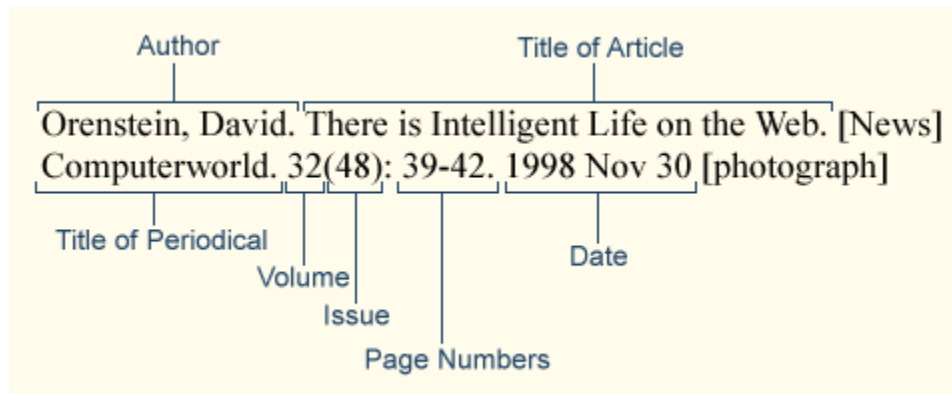 Author
Title of Article
Orenstein, David. There is Intelligent Life on the Web. [News]
Computerworld. 32(48): 39-42. 1998 Nov 30 [photograph]
Title of Periodical
Volume
Issue
Page Numbers
Date